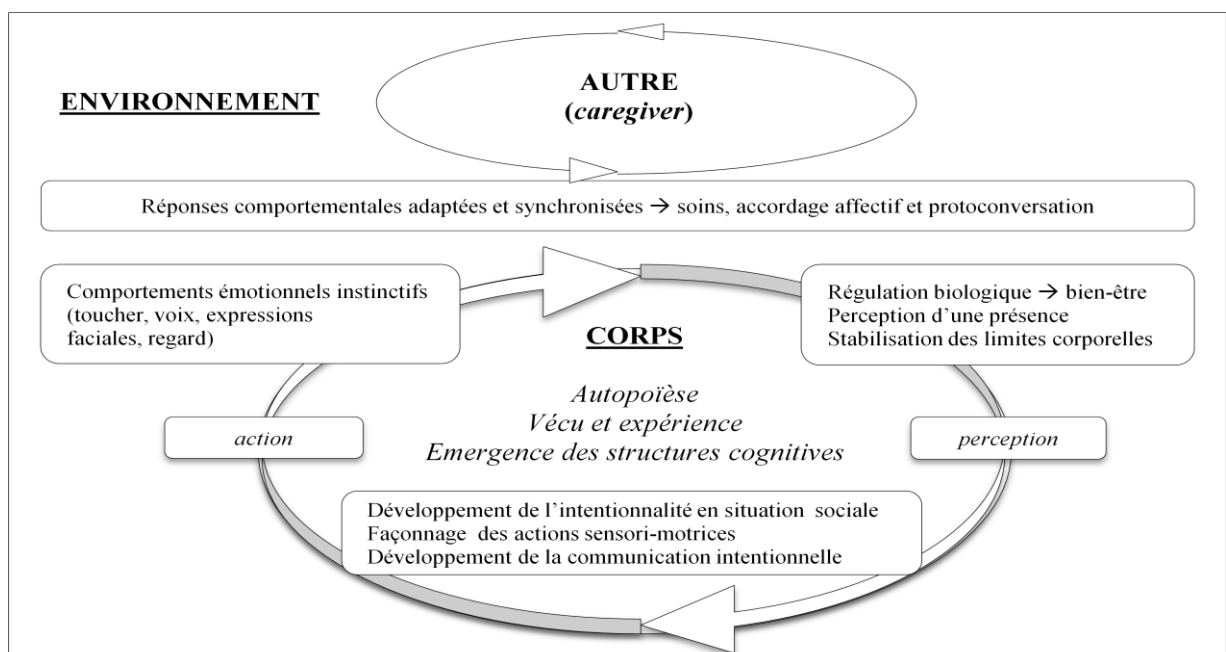 AUTRE
(caregiver)
ENVIRONNEMENT
Réponses comportementales adaptées et synchronisées → soins, accordage affectif et protoconversation
Comportements émotionnels instinctifs
(toucher, voix, expressions
faciales, regard)
Régulation biologique → bien-être
Perception d’une présence
Stabilisation des limites corporelles
CORPS
Autopoïèse
Vécu et expérience
Emergence des structures cognitives
action
perception
Développement de l’intentionnalité en situation sociale
Façonnage des actions sensori-motrices
Développement de la communication intentionnelle